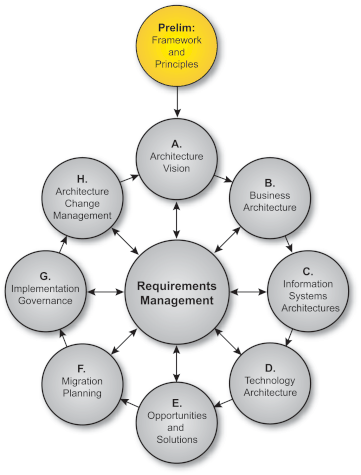 Prelim:
Framework
and
Principles
A.
Architecture
Vision
B.
Business
Architecture
C.
Information
Systems
Architectures
D.
Technology
Architecture
E.
Opportunities
and
Solutions
F.
Migration
Planning
G.
Implementation
Governance
H.
Architecture
Change
Management
Requirements
Management